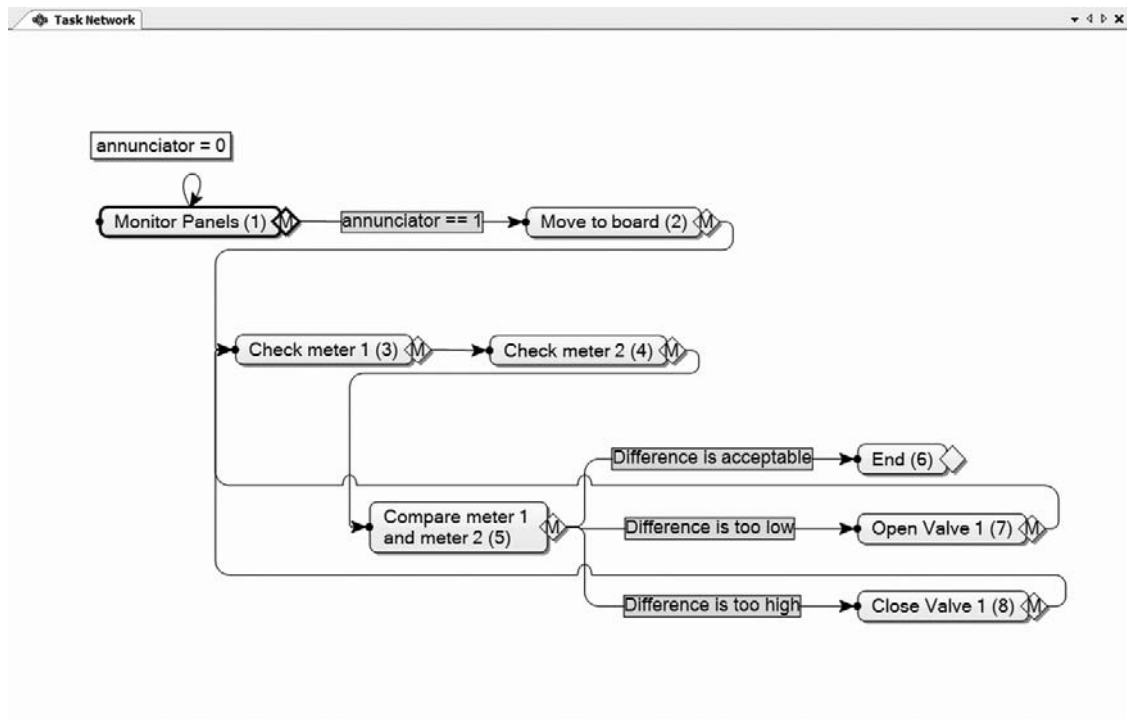 Task Network
annunciator = 0
Monitor Panels (1)
M
annunciator == 1
Move to board (2)
M
Check meter 1 (3)
M
Check meter 2 (4)
M
Difference is acceptable
End (6)
Compare meter 1
and meter 2 (5)
M
Difference is too low
Open Valve 1 (7)
M
Difference is too high
Close Valve 1 (8)
M